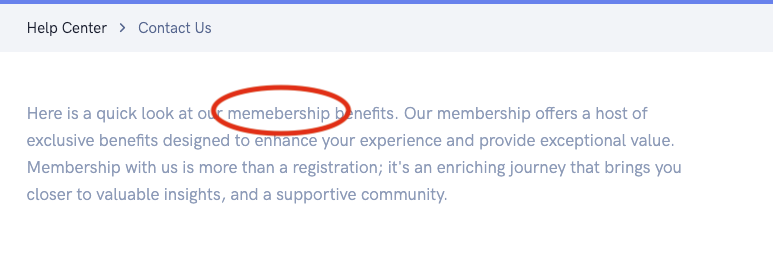 Help Center > Contact Us
Here is a quick look at our memebership benefits. Our membership offers a host of
exclusive benefits designed to enhance your experience and provide exceptional value.
Membership with us is more than a registration; it's an enriching journey that brings you
closer to valuable insights, and a supportive community.